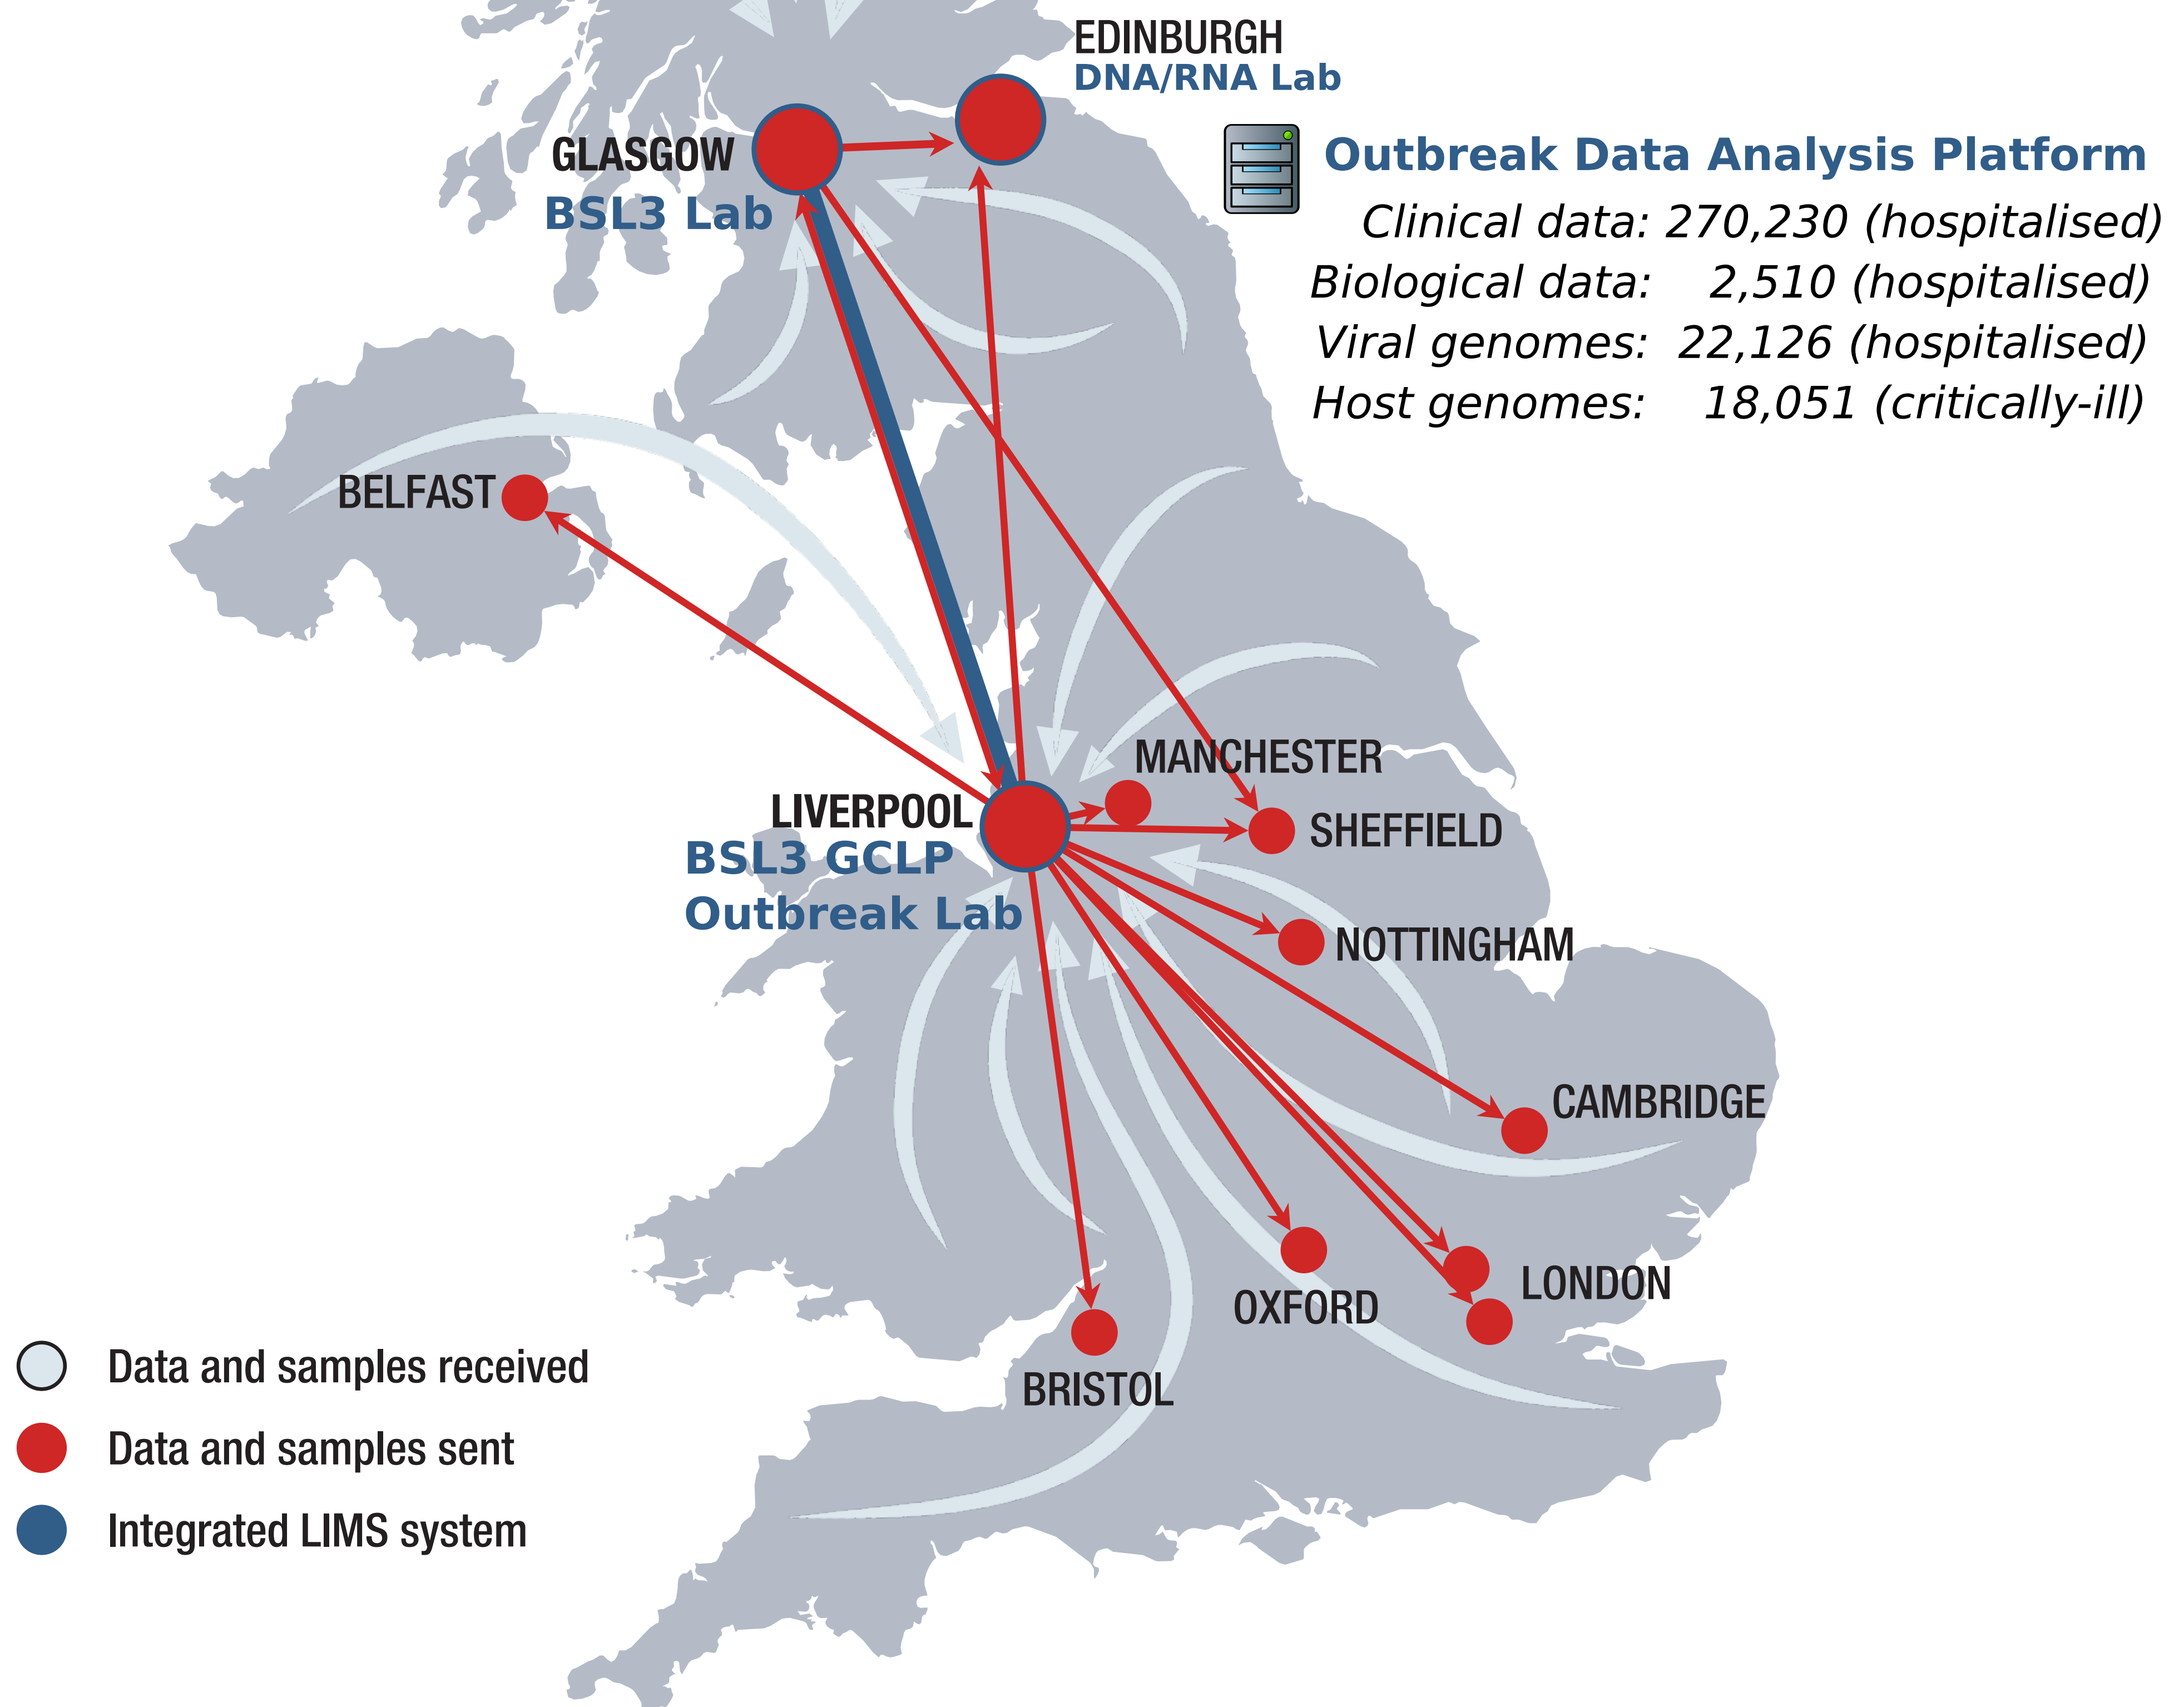 EDINBURGH
DNA/RNA Lab
GLASGOW
BSL3 Lab
Outbreak Data Analysis Platform
Clinical data: 270,230 (hospitalised)
Biological data: 2,510 (hospitalised)
Viral genomes: 22,126 (hospitalised)
Host genomes: 18,051 (critically-ill)
BELFAST
MANCHESTER
LIVERPOOL
BSL3 GCLP
Outbreak Lab
SHEFFIELD
NOTTINGHAM
CAMBRIDGE
LONDON
OXFORD
BRISTOL
Data and samples received
Data and samples sent
Integrated LIMS system